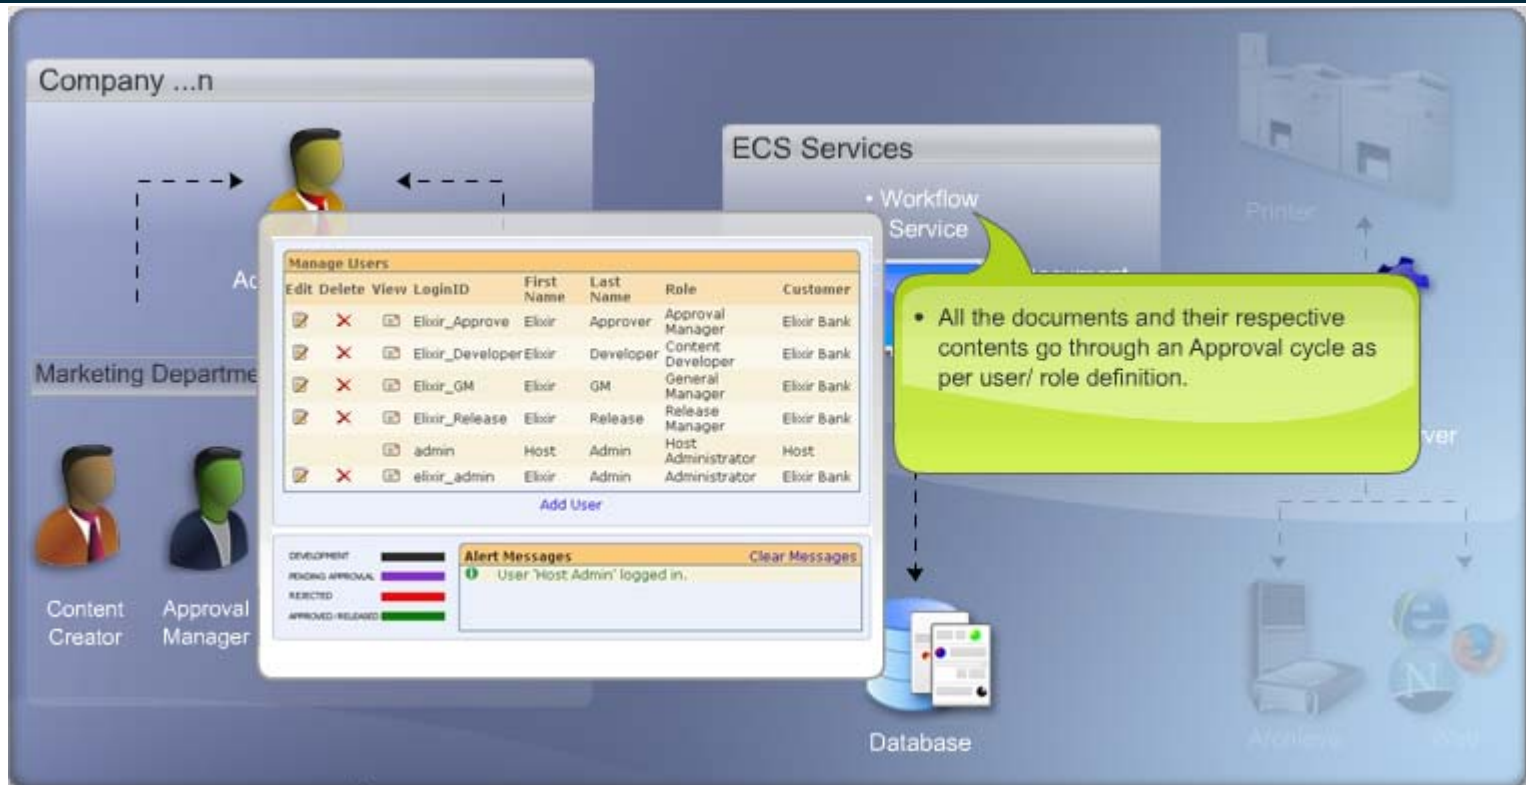 Company ...n
ECS Services
• Workflow
Service
Printer
Manage Users
Edit Delete View LoginID First Name Last Name Role Customer
Elixir_Approve Elixir Approver Approval Manager Elixir Bank
Elixir_Developer Elixir Developer Content Developer Elixir Bank
Elixir_GM Elixir GM General Manager Elixir Bank
Elixir_Release Elixir Release Release Manager Elixir Bank
admin Host Admin Host Administrator Host
elixir_admin Elixir Admin Administrator Elixir Bank
Add User
• All the documents and their respective
contents go through an Approval cycle as
per user/ role definition.
Marketing Departme
DEVELOPMENT
PENDING APPROVAL
REJECTED
APPROVED/RELEASED
Alert Messages Clear Messages
User 'Host Admin' logged in.
Content
Creator
Approval
Manager
Database